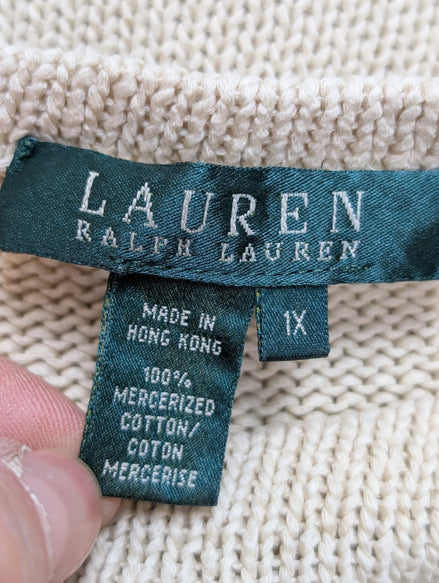 LAUREN
RALPH LAUREN
MADE IN
HONG KONG
1X
100%
MERCERIZED
COTTON/
COTON
MERCERISE